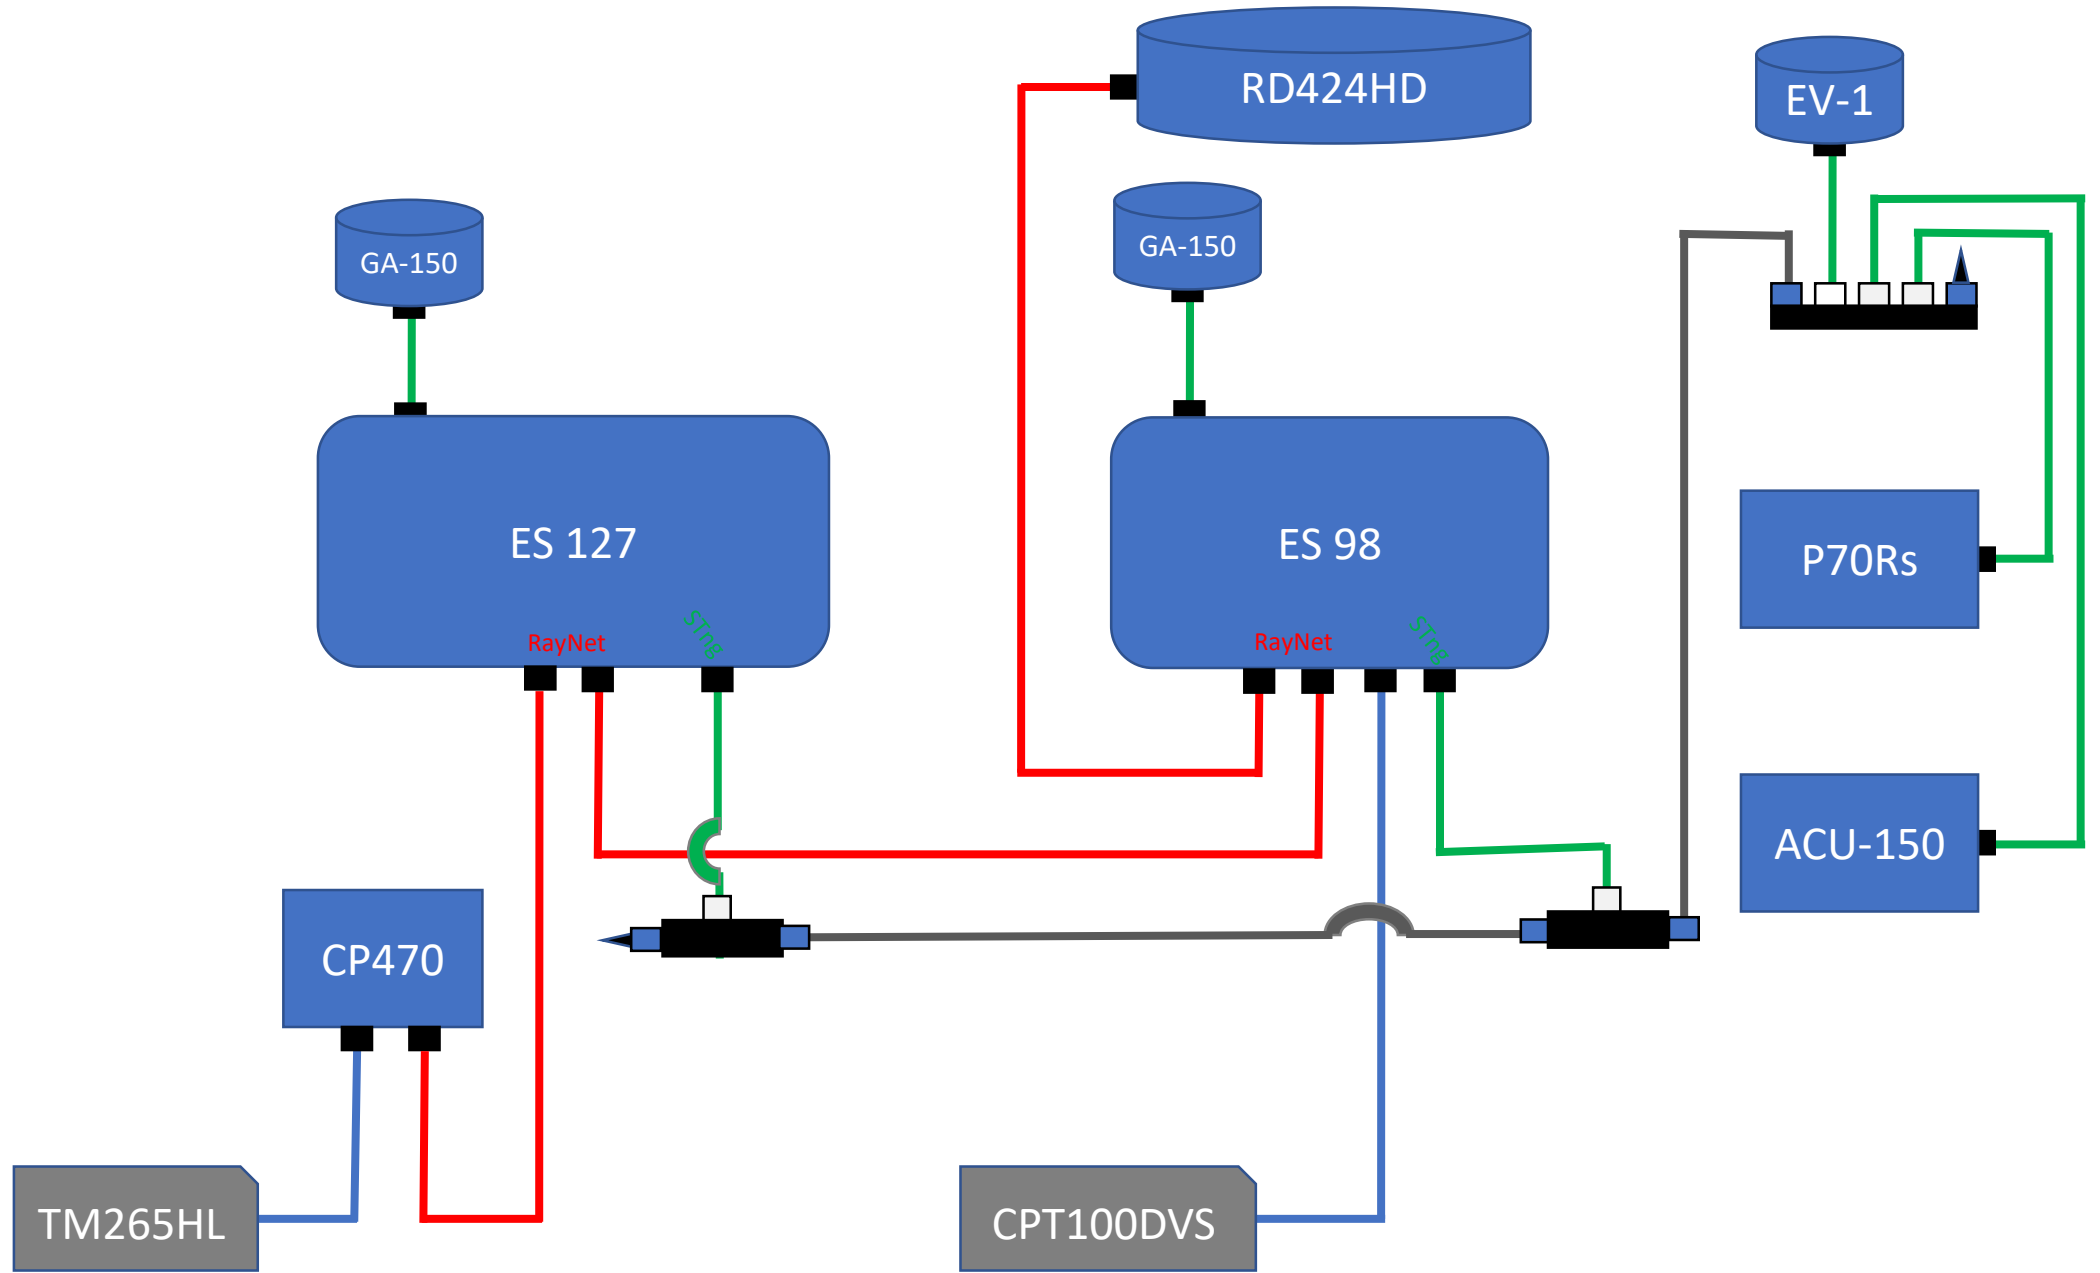 RD424HD
EV-1
GA-150
GA-150
ES 127
ES 98
P70Rs
RayNet
STng
RayNet
STng
ACU-150
CP470
TM265HL
CPT100DVS